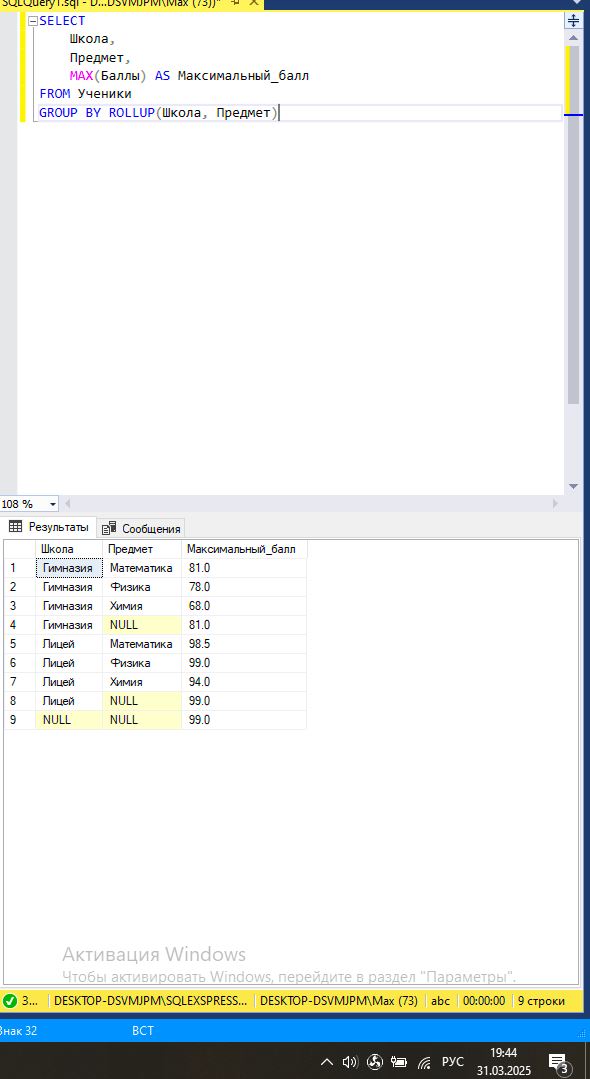 SQLQuery1.sql - D...DSVMJPM\Max (73))*
SELECT
Школа,
Предмет,
MAX(Баллы) AS Максимальный_балл
FROM Ученики
GROUP BY ROLLUP(Школа, Предмет)
108 %
Результаты Сообщения
Школа Предмет Максимальный_балл
1 Гимназия Математика 81.0
2 Гимназия Физика 78.0
3 Гимназия Химия 68.0
4 Гимназия NULL 81.0
5 Лицей Математика 98.5
6 Лицей Физика 99.0
7 Лицей Химия 94.0
8 Лицей NULL 99.0
9 NULL NULL 99.0
Активация Windows
Чтобы активировать Windows, перейдите в раздел "Параметры".
З... DESKTOP-DSVMJPM\SQLEXSPRESS... DESKTOP-DSVMJPM\Max (73) abc 00:00:00 9 строки
Знак 32 ВСТ
РУС 19:44
31.03.2025
3